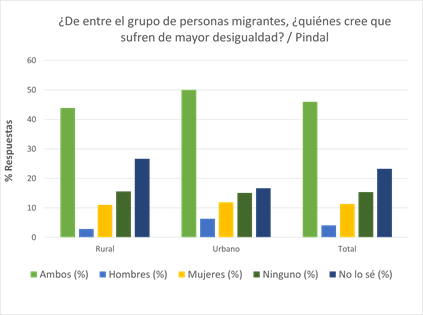 ¿De entre el grupo de personas migrantes, ¿quiénes cree que
sufren de mayor desigualdad? / Pindal
% Respuestas
60
50
40
30
20
10
0
Rural Urbano Total
Ambos (%) Hombres (%) Mujeres (%) Ninguno (%) No lo sé (%)